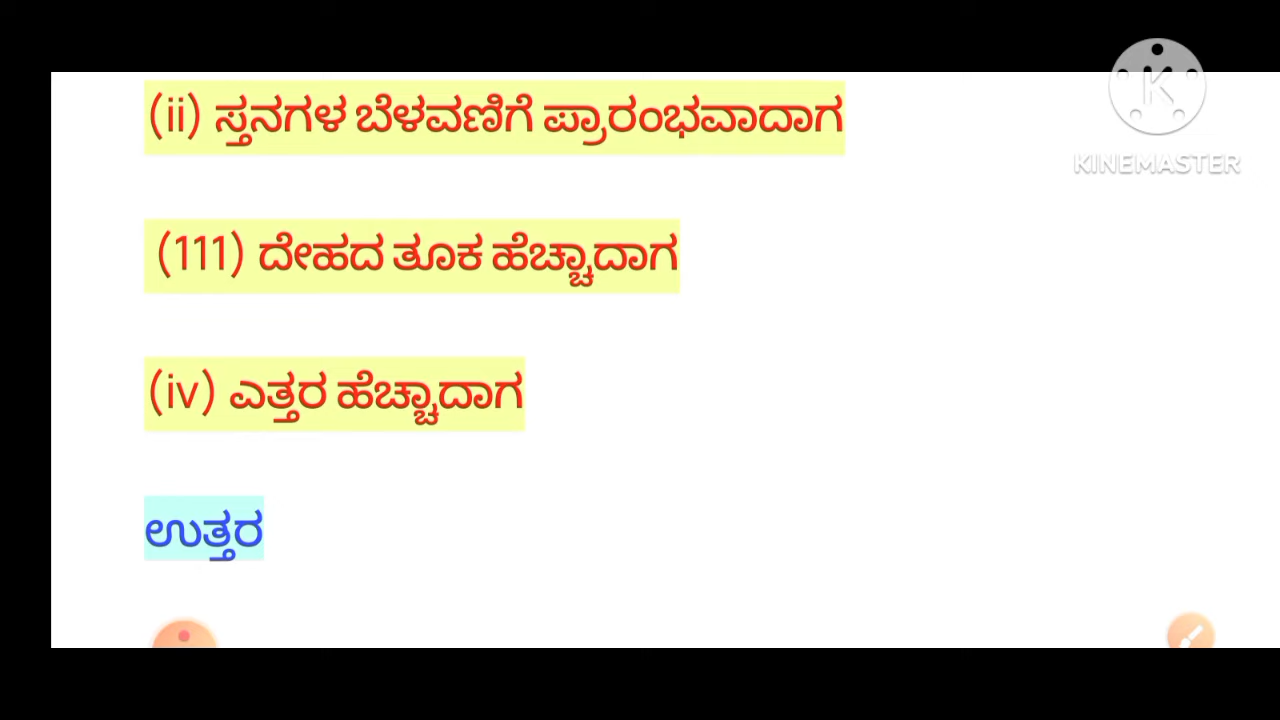 (ii) ಸ್ತನಗಳ ಬೆಳವಣಿಗೆ ಪ್ರಾರಂಭವಾದಾಗ
K
KINEMASTER
(111) ದೇಹದ ತೂಕ ಹೆಚ್ಚಾದಾಗ
(iv) ಎತ್ತರ ಹೆಚ್ಚಾದಾಗ
ಉತ್ತರ